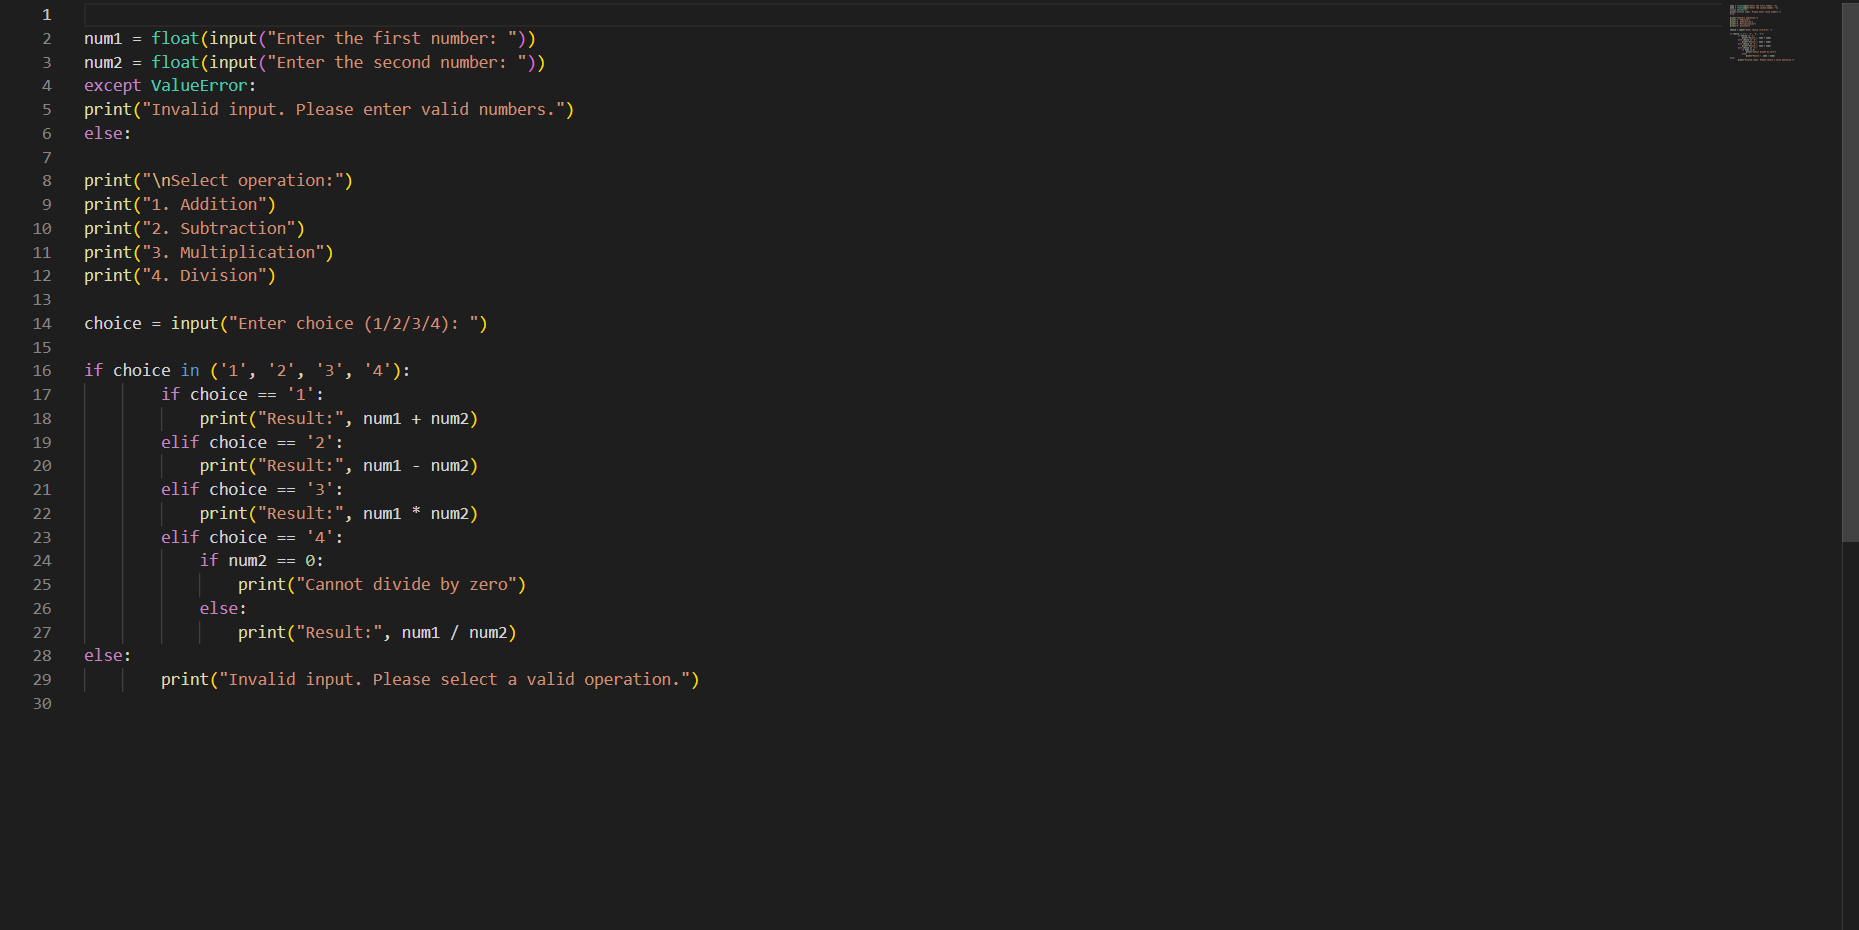 1
2 num1 = float(input("Enter the first number: "))
3 num2 = float(input("Enter the second number: "))
4 except ValueError:
5 print("Invalid input. Please enter valid numbers.")
6 else:
7
8 print("\nSelect operation:")
9 print("1. Addition")
10 print("2. Subtraction")
11 print("3. Multiplication")
12 print("4. Division")
13
14 choice = input("Enter choice (1/2/3/4): ")
15
16 if choice in ('1', '2', '3', '4'):
17         if choice == '1':
18             print("Result:", num1 + num2)
19         elif choice == '2':
20             print("Result:", num1 - num2)
21         elif choice == '3':
22             print("Result:", num1 * num2)
23         elif choice == '4':
24             if num2 == 0:
25                 print("Cannot divide by zero")
26             else:
27                 print("Result:", num1 / num2)
28 else:
29         print("Invalid input. Please select a valid operation.")
30